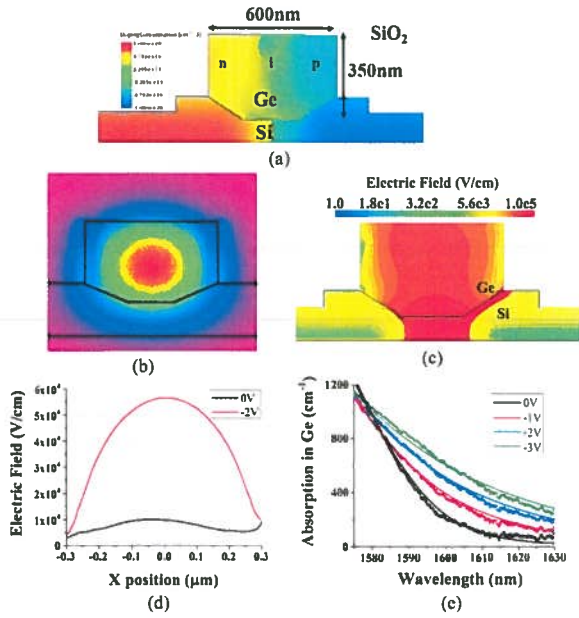 600nm
SiO2
n i p
350nm
Ge
Si
(a)
Electric Field (V/cm)
1.0 1.8e1 3.2e2 5.6e3 1.0e5
Ge
Si
(b)
(c)
6x10⁴
5x10⁴
4x10⁴
3x10⁴
2x10⁴
1x10⁴
0
Electric Field (V/cm)
0V
-2V
-0.3 -0.2 -0.1 0.0 0.1 0.2 0.3
X position (μm)
(d)
1200
800
400
0
Absorption in Ge (cm⁻¹)
0V
-1V
-2V
-3V
1580 1590 1600 1610 1620 1630
Wavelength (nm)
(e)